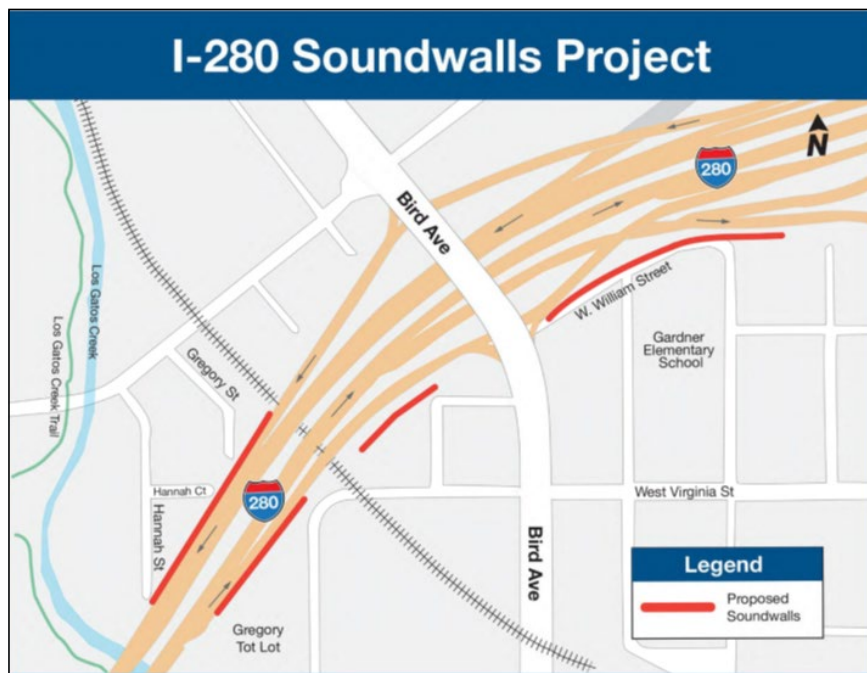 I-280 Soundwalls Project
N
280
Bird Ave
W. William Street
Gardner
Elementary
School
Los Gatos Creek
Los Gatos Creek Trail
Gregory St
Hannah Ct
280
Hannah St
West Virginia St
Bird Ave
Gregory
Tot Lot
Legend
Proposed
Soundwalls